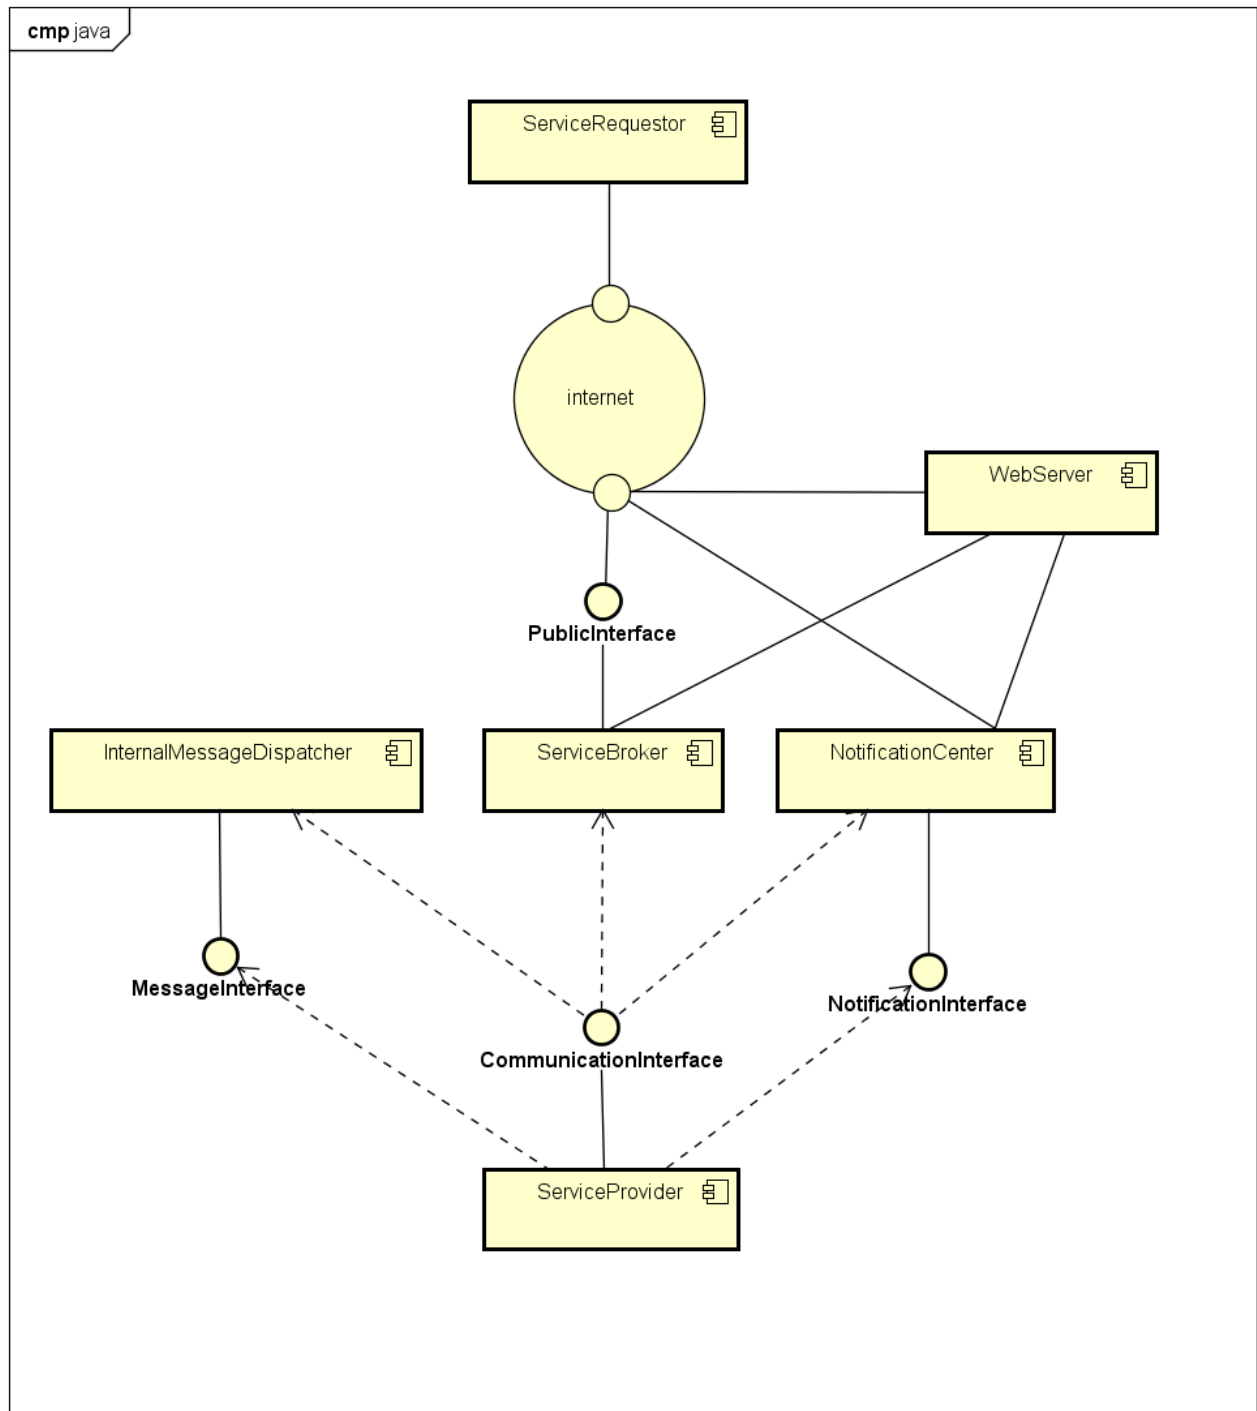 cmp java
ServiceRequestor
internet
WebServer
PublicInterface
InternalMessageDispatcher
ServiceBroker
NotificationCenter
MessageInterface
NotificationInterface
CommunicationInterface
ServiceProvider